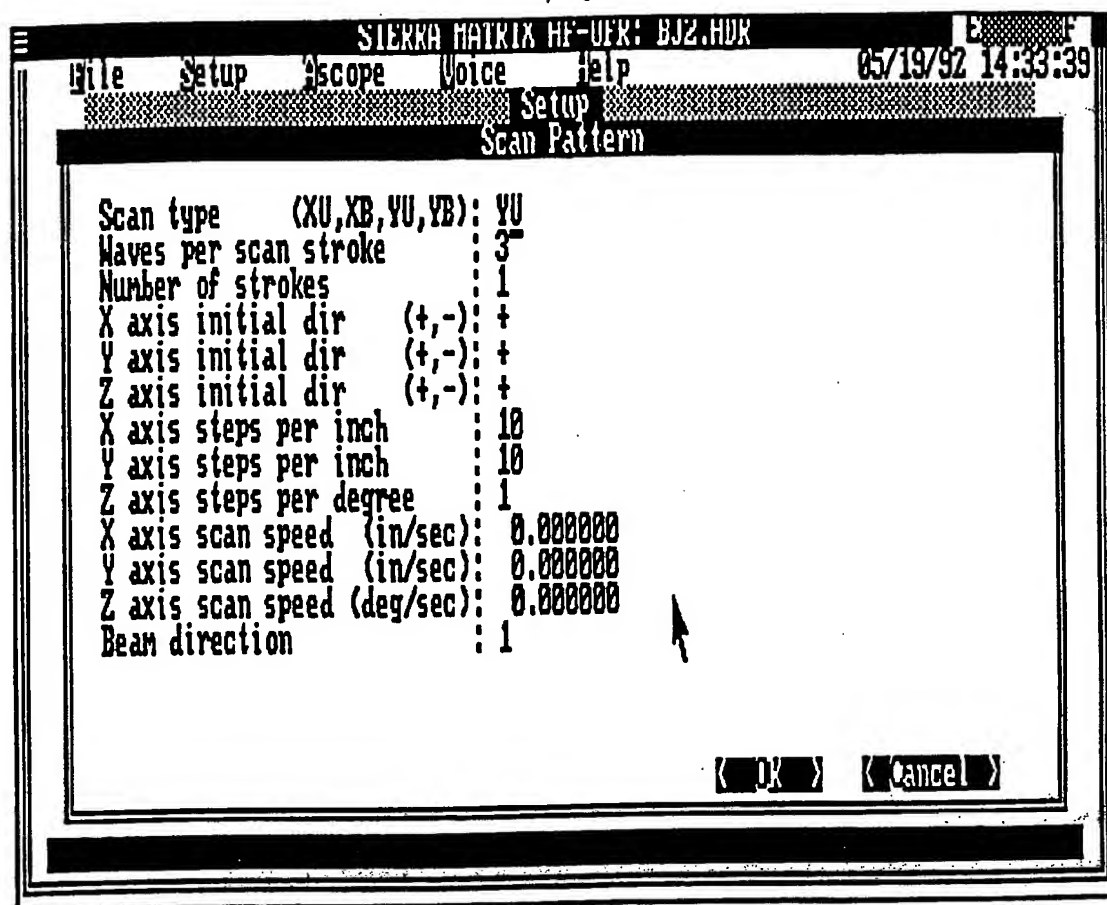 SIERRA MATRIX HF-UFR: BJ2.HDR E F
File Setup Ascope Voice Help 05/19/92 14:33:39
Setup
Scan Pattern
Scan type (XU,XB,YU,YB): YU
Waves per scan stroke : 3
Number of strokes : 1
X axis initial dir (+,-): +
Y axis initial dir (+,-): +
Z axis initial dir (+,-): +
X axis steps per inch : 10
Y axis steps per inch : 10
Z axis steps per degree : 1
X axis scan speed (in/sec): 0.000000
Y axis scan speed (in/sec): 0.000000
Z axis scan speed (deg/sec): 0.000000
Beam direction : 1
< OK > < Cancel >